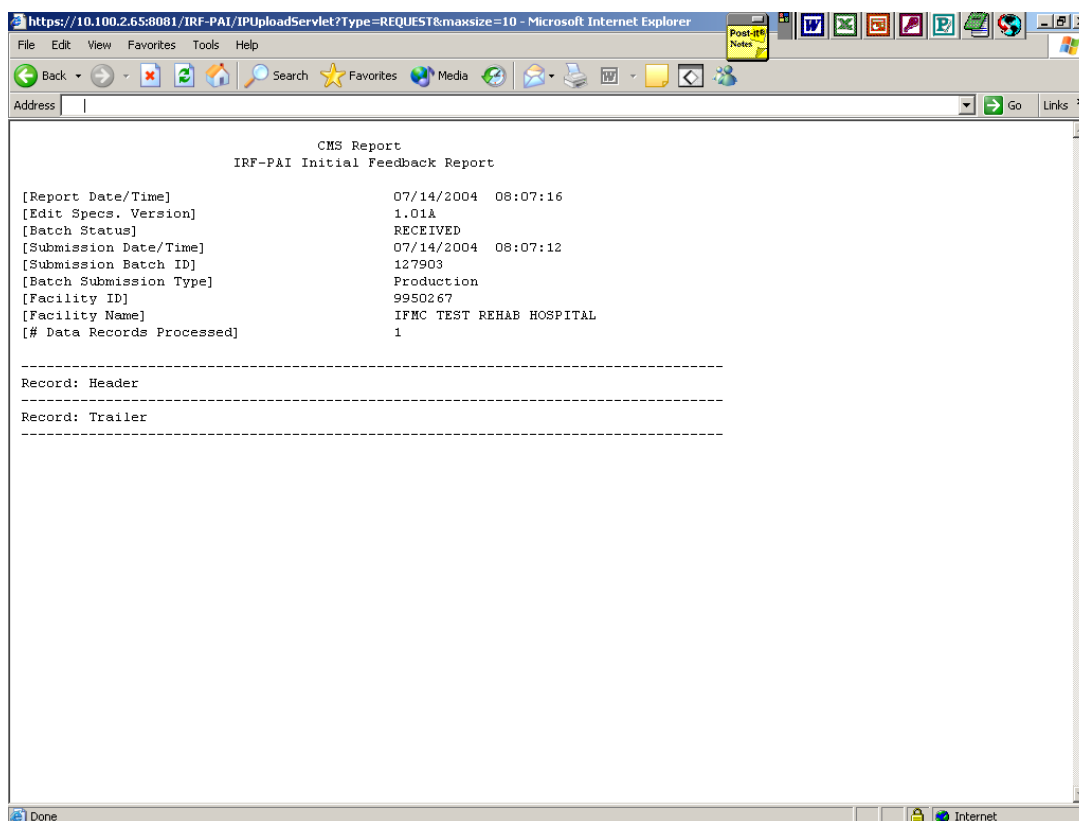 https://10.100.2.65:8081/IRF-PAI/IPUploadServlet?Type=REQUEST&maxsize=10 - Microsoft Internet Explorer
Post-it® Notes
File Edit View Favorites Tools Help
Back Search Favorites Media
Address Go Links
CMS Report
IRF-PAI Initial Feedback Report
[Report Date/Time] 07/14/2004 08:07:16
[Edit Specs. Version] 1.01A
[Batch Status] RECEIVED
[Submission Date/Time] 07/14/2004 08:07:12
[Submission Batch ID] 127903
[Batch Submission Type] Production
[Facility ID] 9950267
[Facility Name] IFMC TEST REHAB HOSPITAL
[# Data Records Processed] 1
------------------------------------------------------------------------------------
Record: Header
------------------------------------------------------------------------------------
Record: Trailer
------------------------------------------------------------------------------------
Done Internet